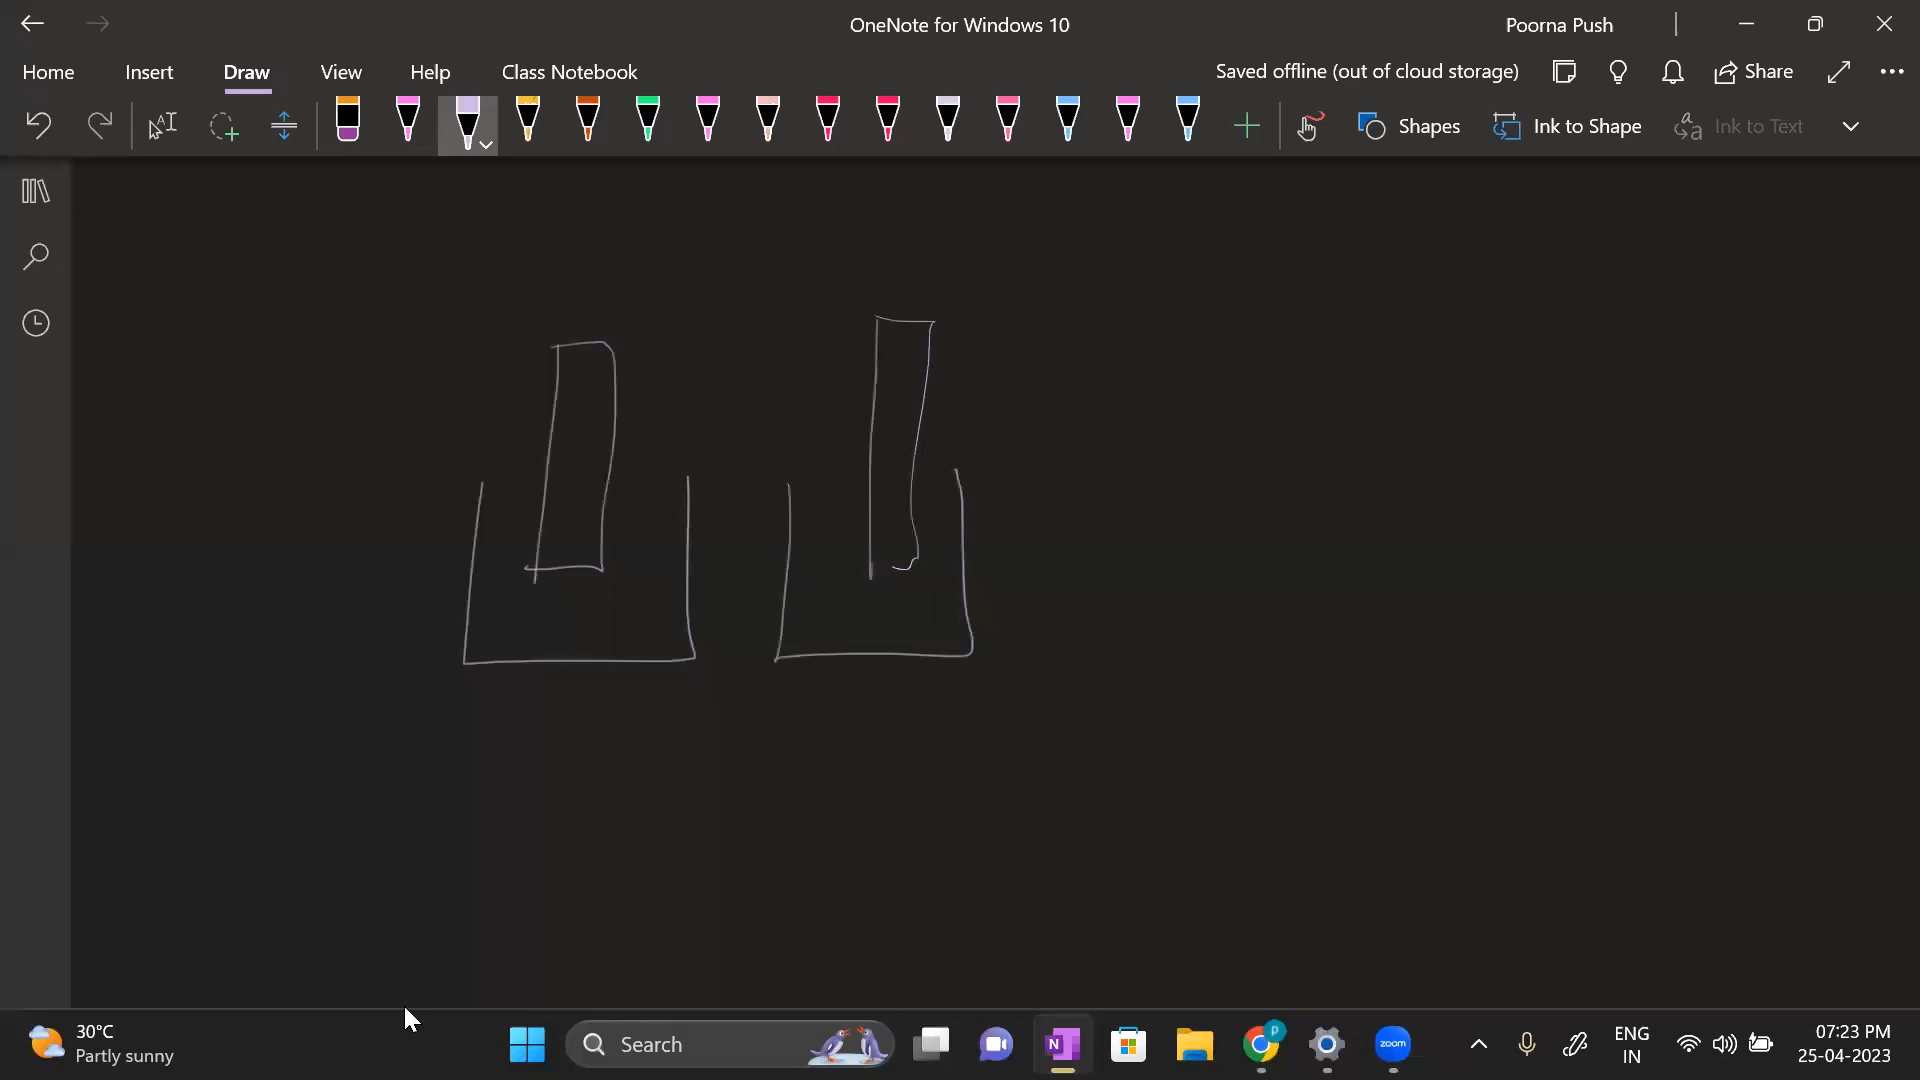 OneNote for Windows 10
Poorna Push
Home Insert Draw View Help Class Notebook
Saved offline (out of cloud storage)
Share
Shapes
Ink to Shape
Ink to Text
30°C
Partly sunny
Search
zoom
ENG
IN
07:23 PM
25-04-2023